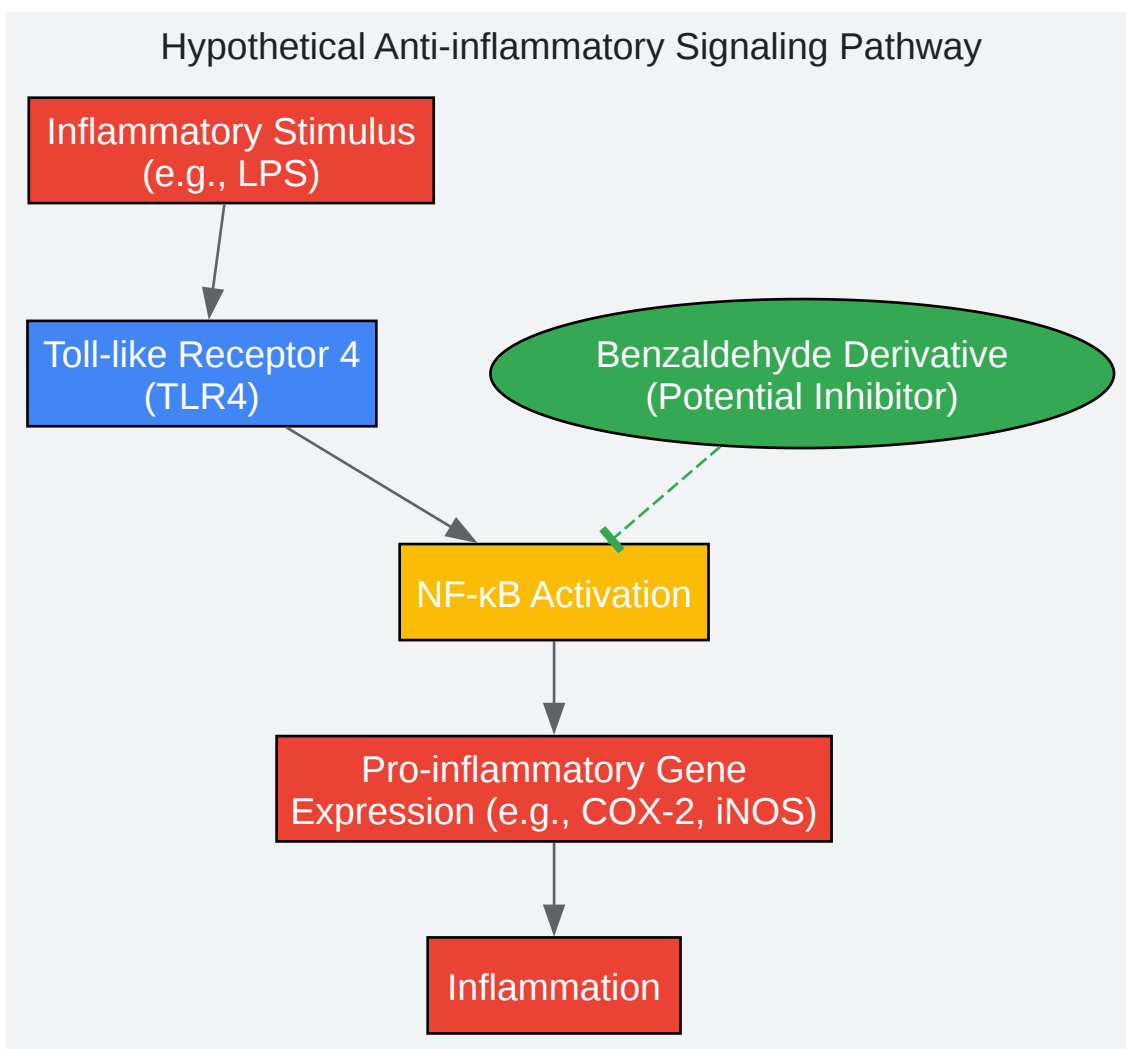 Hypothetical Anti-inflammatory Signaling Pathway
Inflammatory Stimulus
(e.g., LPS)
Toll-like Receptor 4
(TLR4)
Benzaldehyde Derivative
(Potential Inhibitor)
NF-κB Activation
Pro-inflammatory Gene
Expression (e.g., COX-2, iNOS)
Inflammation